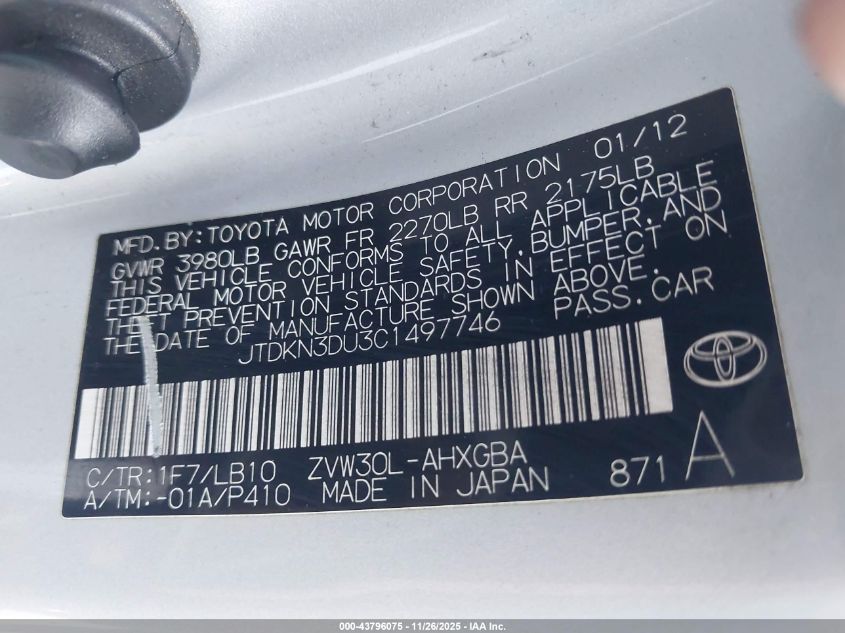 MFD. BY: TOYOTA MOTOR CORPORATION 01/12
GVWR 3980LB GAWR FR 2270LB RR 2175LB
THIS VEHICLE CONFORMS TO ALL APPLICABLE
FEDERAL MOTOR VEHICLE SAFETY, BUMPER, AND
THEFT PREVENTION STANDARDS IN EFFECT ON
THE DATE OF MANUFACTURE SHOWN ABOVE.
JTDKN3DU3C1497746 PASS. CAR
C/TR: 1F7/LB10 ZVW30L-AHXGBA
A/TM: -01A/P410 MADE IN JAPAN 871 A
000-43796075 - 11/26/2025 - IAA Inc.